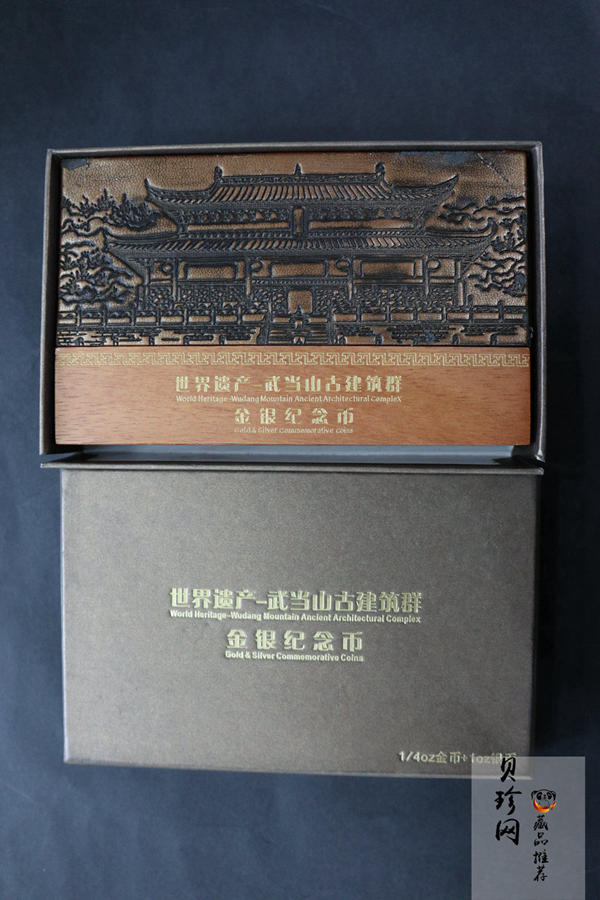 世界遗产-武当山古建筑群
World Heritage-Wudang Mountain Ancient Architectural CompleX
金银纪念币
Gold & Silver Commemorative Coins
世界遗产-武当山古建筑群
World Heritage-Wudang Mountain Ancient Architectural Complex
金银纪念币
Gold & Silver Commemorative Coins
1/4oz金币+1oz银币
贝珍网
藏品推荐